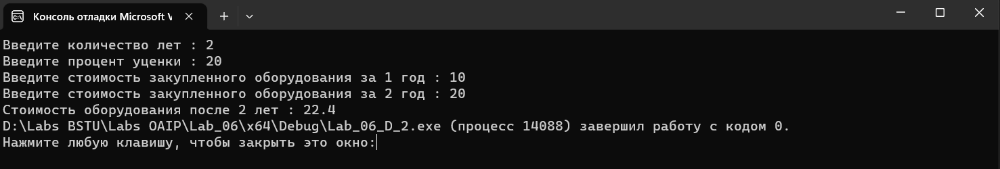 Консоль отладки Microsoft V
Введите количество лет : 2
Введите процент уценки : 20
Введите стоимость закупленного оборудования за 1 год : 10
Введите стоимость закупленного оборудования за 2 год : 20
Стоимость оборудования после 2 лет : 22.4
D:\Labs BSTU\Labs OAIP\Lab_06\x64\Debug\Lab_06_D_2.exe (процесс 14088) завершил работу с кодом 0.
Нажмите любую клавишу, чтобы закрыть это окно: